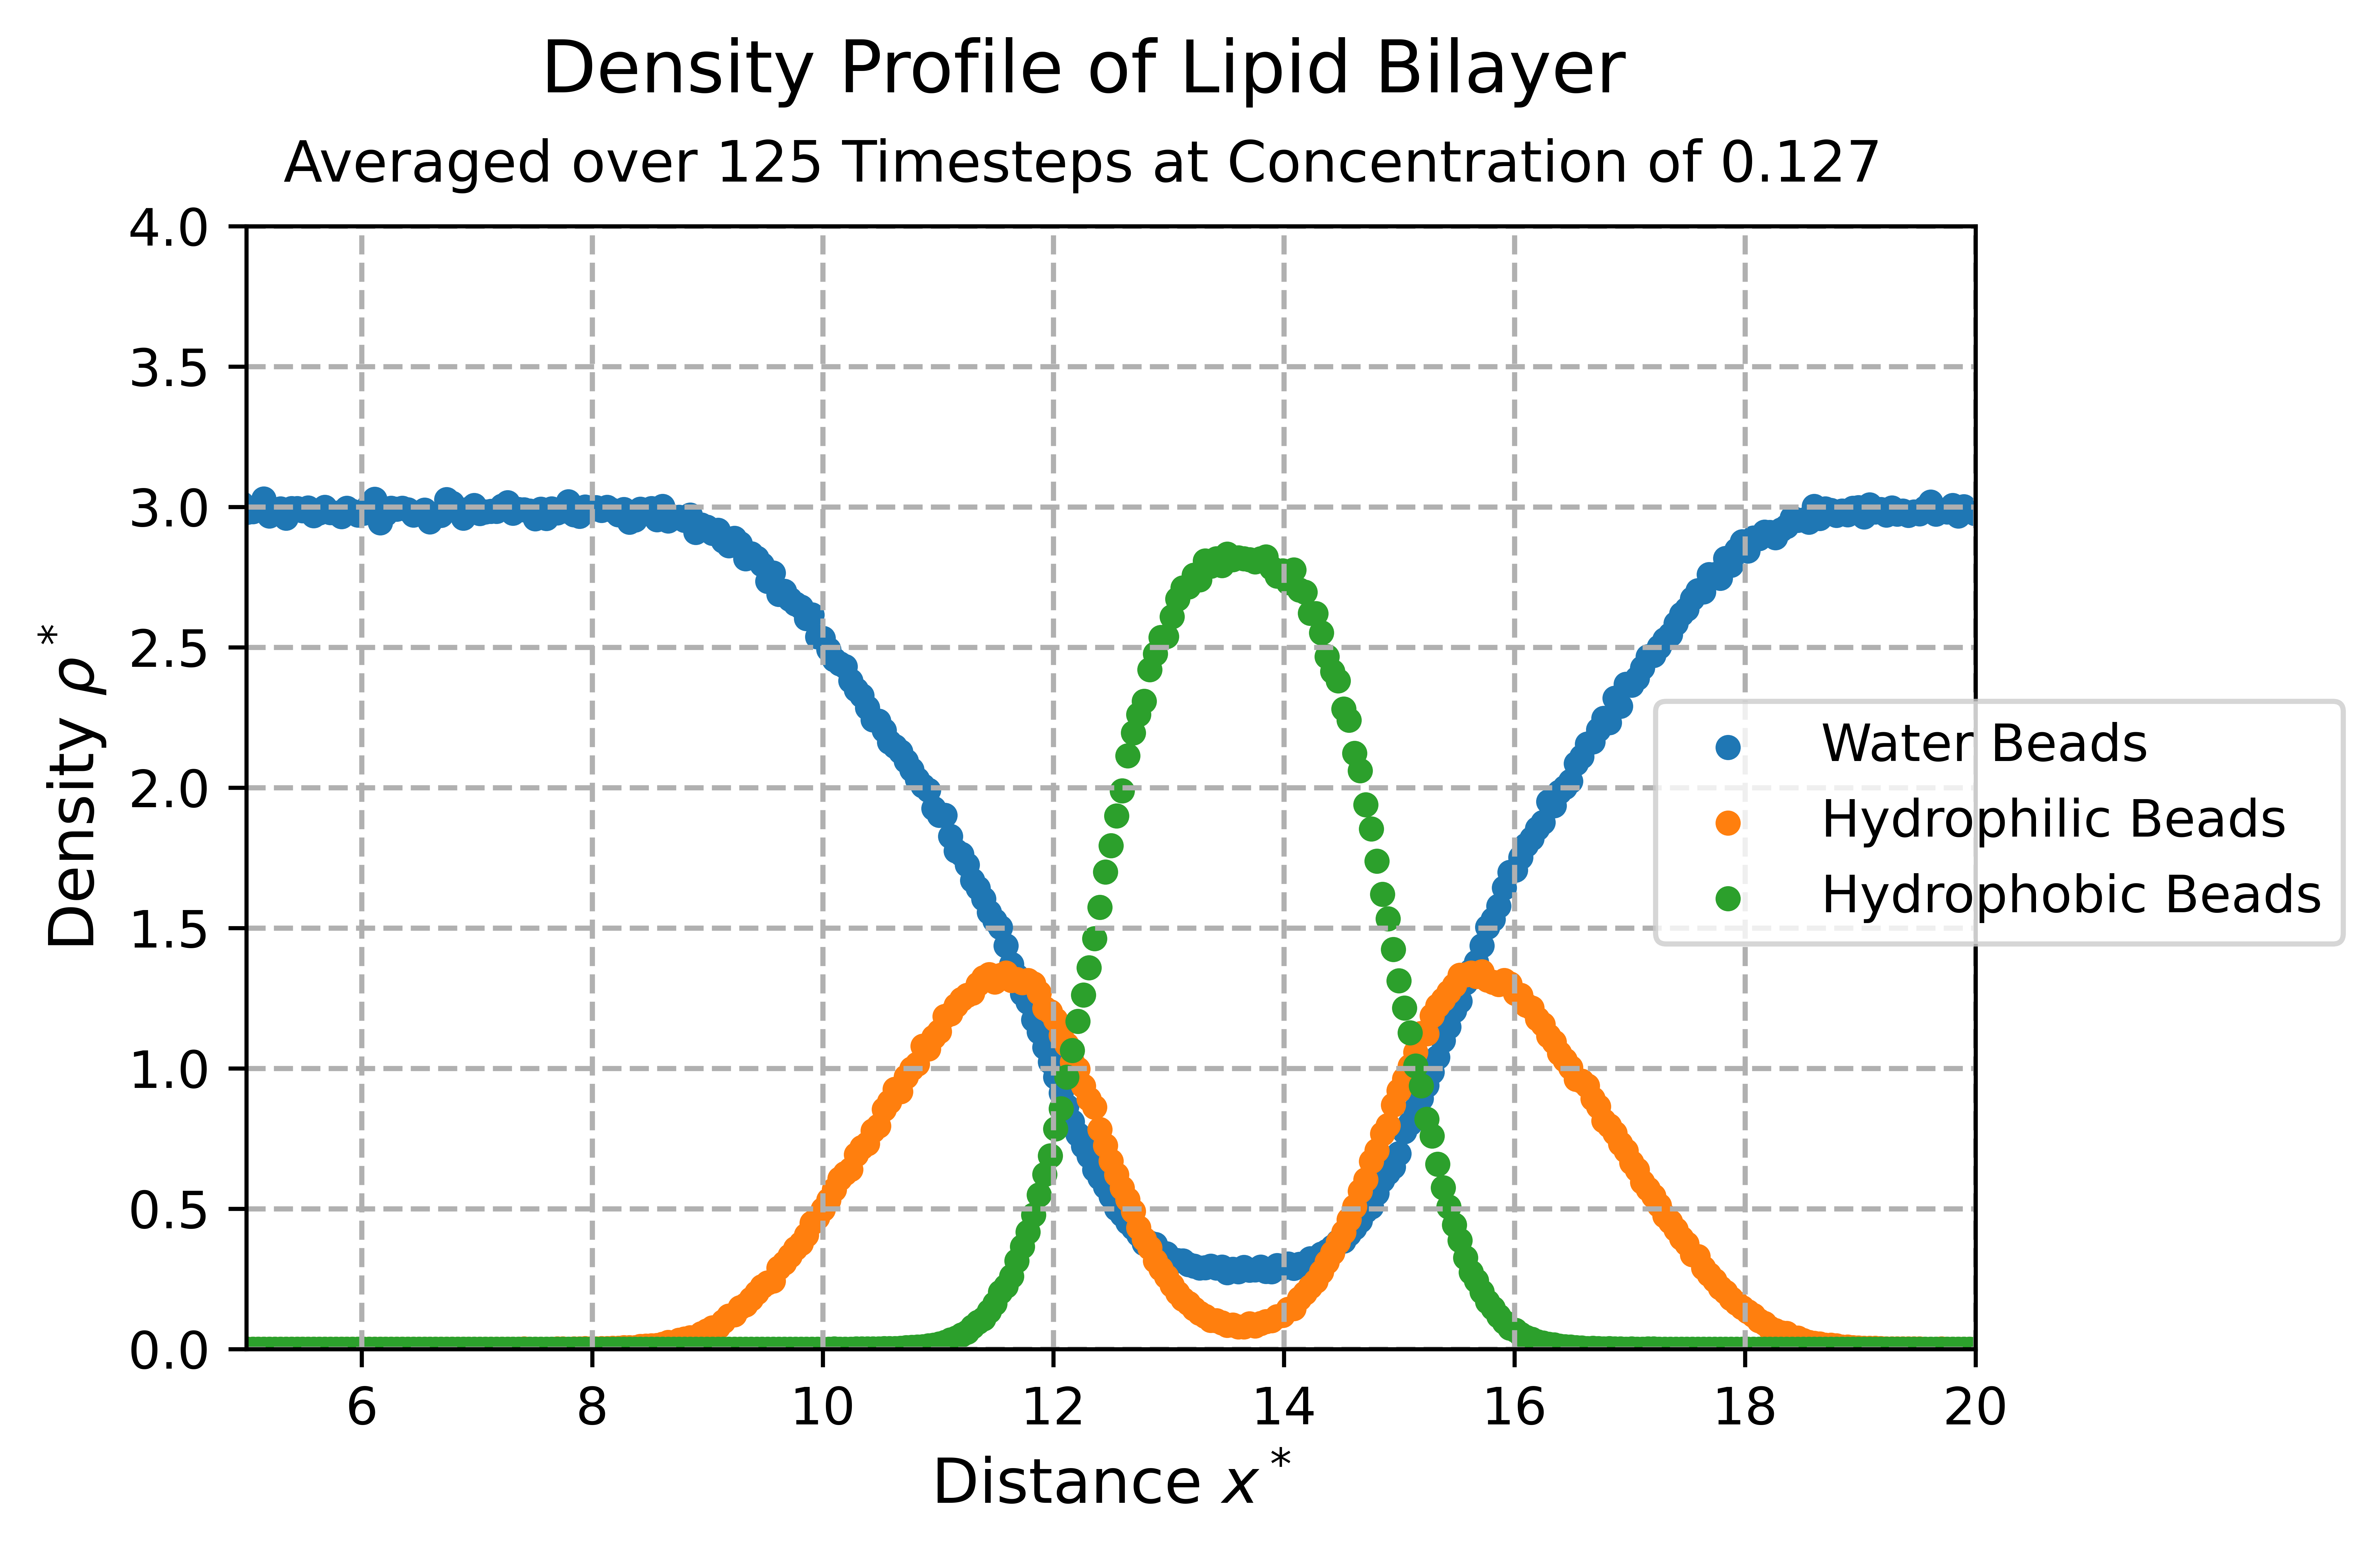 Density Profile of Lipid Bilayer
Averaged over 125 Timesteps at Concentration of 0.127
4.0
3.5
3.0
2.5
2.0
1.5
1.0
0.5
0.0
Density ρ*
Water Beads
Hydrophilic Beads
Hydrophobic Beads
6 8 10 12 14 16 18 20
Distance x*